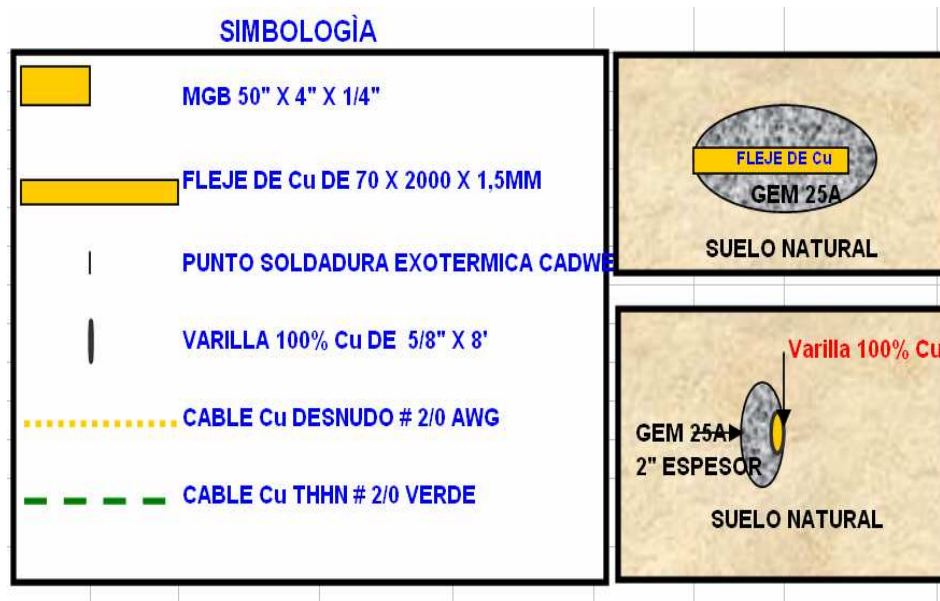 SIMBOLOGÌA
MGB 50" X 4" X 1/4"
FLEJE DE Cu DE 70 X 2000 X 1,5MM
PUNTO SOLDADURA EXOTERMICA CADWE
VARILLA 100% Cu DE 5/8" X 8'
CABLE Cu DESNUDO # 2/0 AWG
CABLE Cu THHN # 2/0 VERDE
FLEJE DE Cu
GEM 25A
SUELO NATURAL
Varilla 100% Cu
GEM 25A
2" ESPESOR
SUELO NATURAL